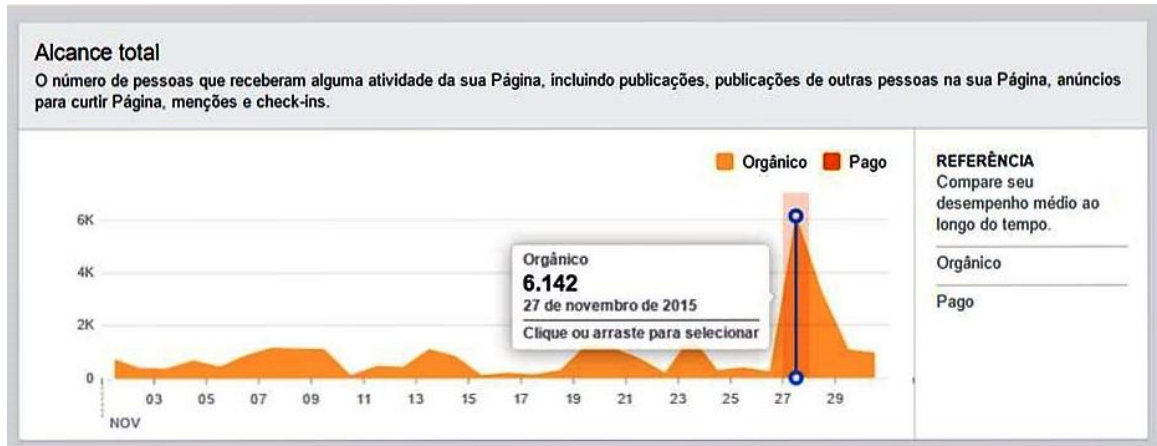 Alcance total
O número de pessoas que receberam alguma atividade da sua Página, incluindo publicações, publicações de outras pessoas na sua Página, anúncios
para curtir Página, menções e check-ins.
Orgânico Pago
6K
4K
2K
0
03 05 07 09 11 13 15 17 19 21 23 25 27 29
NOV
Orgânico
6.142
27 de novembro de 2015
Clique ou arraste para selecionar
REFERÊNCIA
Compare seu
desempenho médio ao
longo do tempo.
Orgânico
Pago